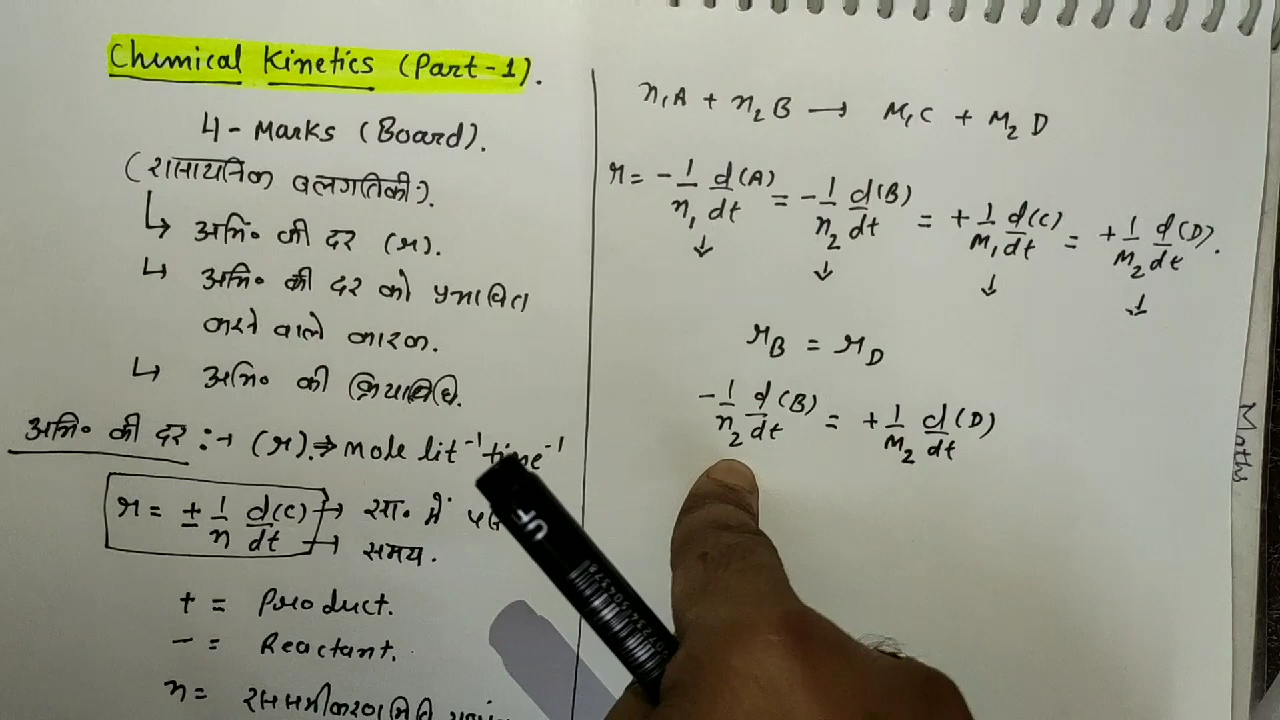 Chemical Kinetics (Part-1).
4-Marks (Board).
(रासायनिक बलगतिकी).
↳ अभि० की दर (r).
↳ अभि० की दर को प्रभावित
करने वाले कारक.
↳ अभि० की क्रियाविधि.
अभि० की दर :→ (r).⇒ mole lit⁻¹ time⁻¹
r = ± 1/n d(C)/dt → सा० में
→ समय.
+ = Product.
− = Reactant.
n =
n₁A + n₂B ⟶ M₁C + M₂D
r = −1/n₁ d(A)/dt = −1/n₂ d(B)/dt = +1/M₁ d(C)/dt = +1/M₂ d(D)/dt.
↓ ↓ ↓ ↓
r_B = r_D
−1/n₂ d(B)/dt = +1/M₂ d(D)/dt
Maths
UF